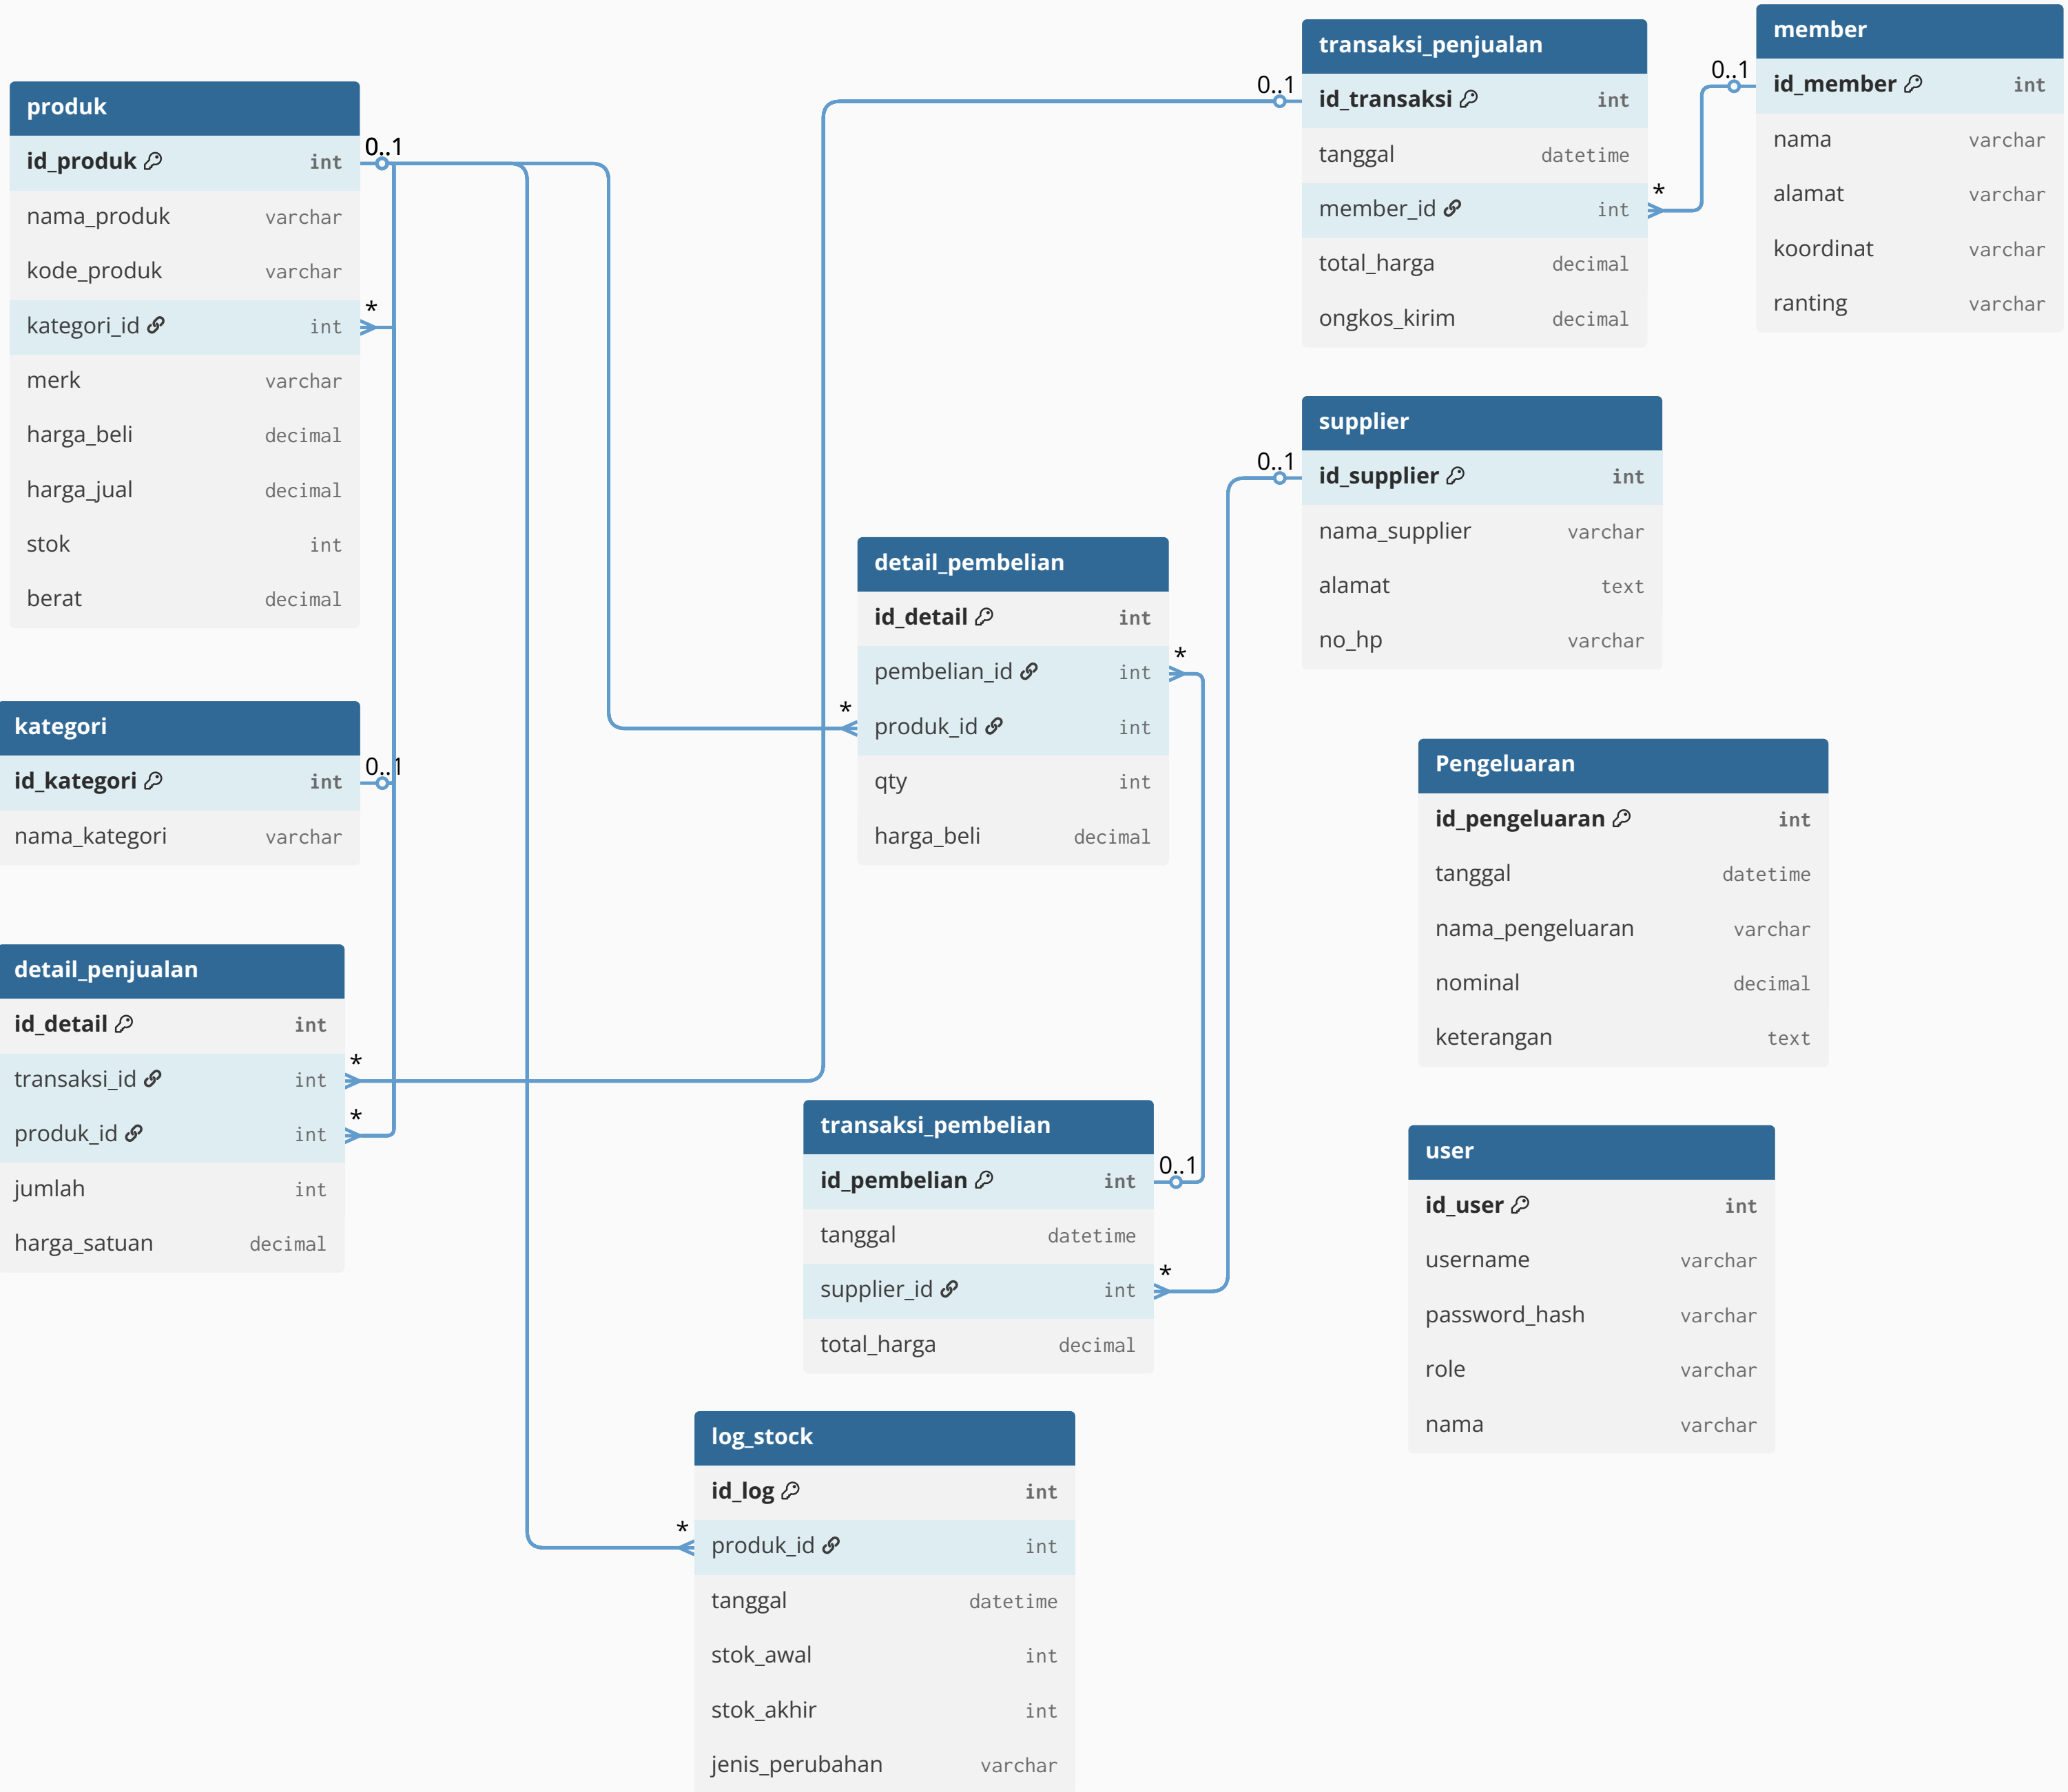 produk
id_produk int
nama_produk varchar
kode_produk varchar
kategori_id int
merk varchar
harga_beli decimal
harga_jual decimal
stok int
berat decimal
0..1
*
kategori
id_kategori int
nama_kategori varchar
0..1
detail_penjualan
id_detail int
transaksi_id int
produk_id int
jumlah int
harga_satuan decimal
*
*
detail_pembelian
id_detail int
pembelian_id int
produk_id int
qty int
harga_beli decimal
*
*
transaksi_pembelian
id_pembelian int
tanggal datetime
supplier_id int
total_harga decimal
0..1
*
log_stock
id_log int
produk_id int
tanggal datetime
stok_awal int
stok_akhir int
jenis_perubahan varchar
*
transaksi_penjualan
id_transaksi int
tanggal datetime
member_id int
total_harga decimal
ongkos_kirim decimal
0..1
*
member
id_member int
nama varchar
alamat varchar
koordinat varchar
ranting varchar
0..1
supplier
id_supplier int
nama_supplier varchar
alamat text
no_hp varchar
0..1
Pengeluaran
id_pengeluaran int
tanggal datetime
nama_pengeluaran varchar
nominal decimal
keterangan text
user
id_user int
username varchar
password_hash varchar
role varchar
nama varchar